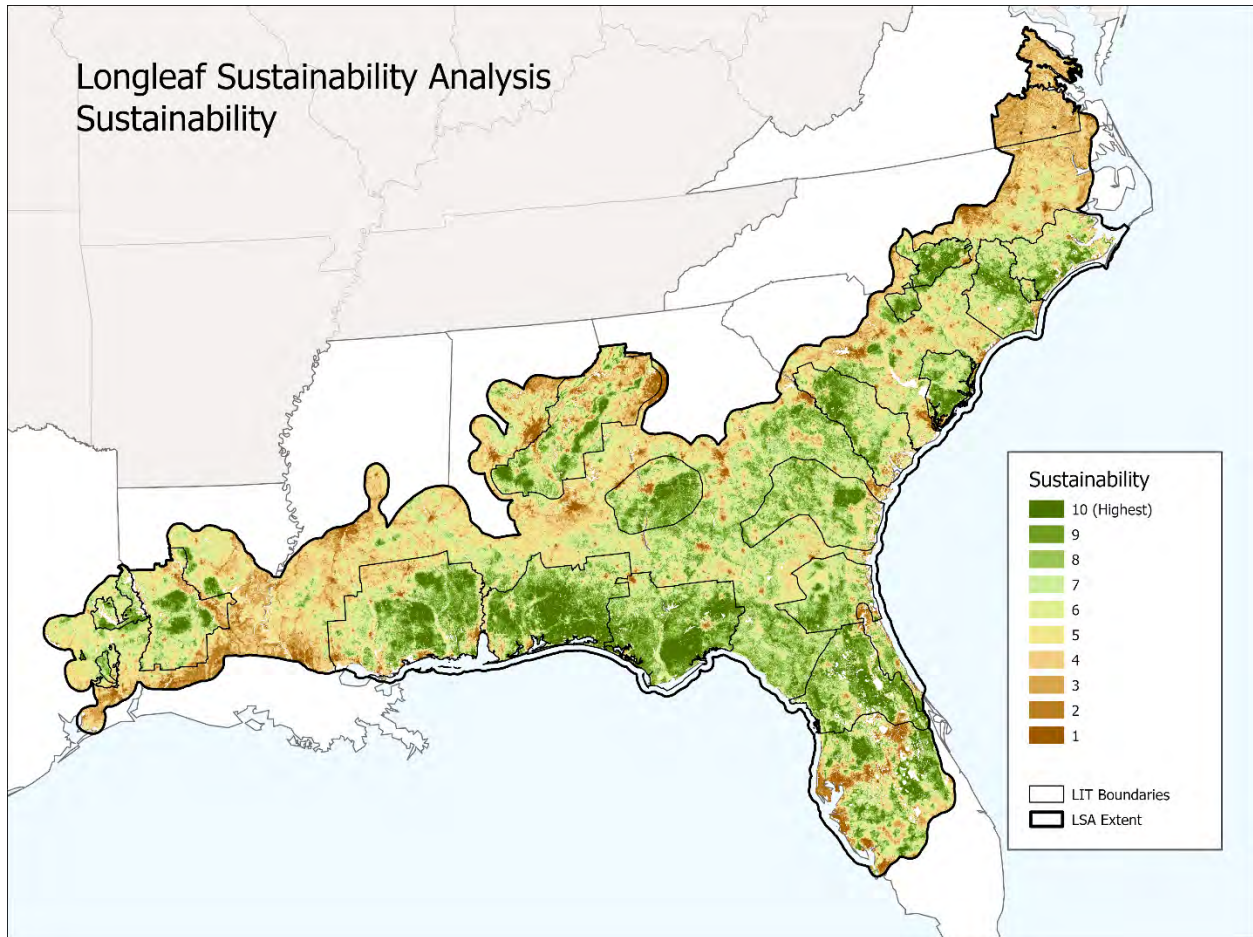 Longleaf Sustainability Analysis
Sustainability
Sustainability
10 (Highest)
9
8
7
6
5
4
3
2
1
LIT Boundaries
LSA Extent